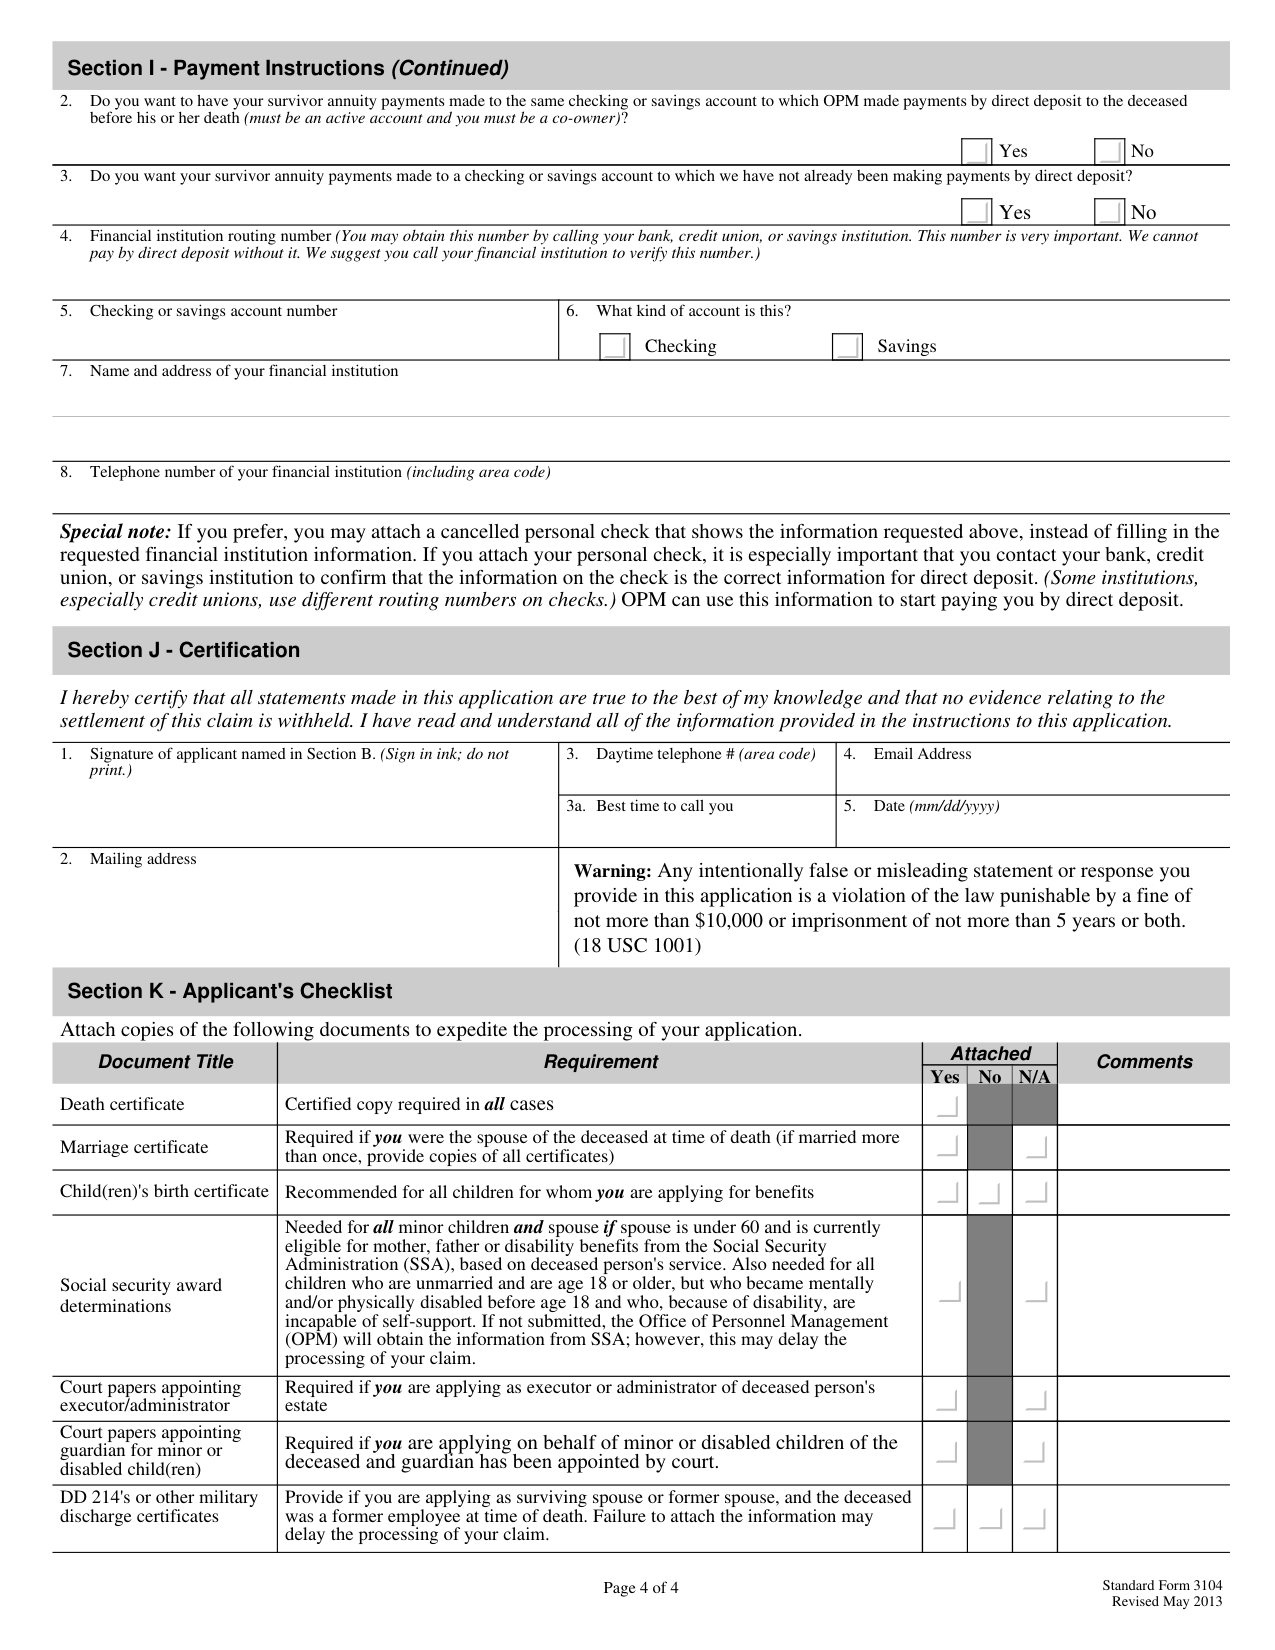 Section I - Payment Instructions (Continued)
2. Do you want to have your survivor annuity payments made to the same checking or savings account to which OPM made payments by direct deposit to the deceased
before his or her death (must be an active account and you must be a co-owner)?
Yes No
3. Do you want your survivor annuity payments made to a checking or savings account to which we have not already been making payments by direct deposit?
Yes No
4. Financial institution routing number (You may obtain this number by calling your bank, credit union, or savings institution. This number is very important. We cannot
pay by direct deposit without it. We suggest you call your financial institution to verify this number.)
5. Checking or savings account number
6. What kind of account is this?
Checking Savings
7. Name and address of your financial institution
8. Telephone number of your financial institution (including area code)
Special note: If you prefer, you may attach a cancelled personal check that shows the information requested above, instead of filling in the
requested financial institution information. If you attach your personal check, it is especially important that you contact your bank, credit
union, or savings institution to confirm that the information on the check is the correct information for direct deposit. (Some institutions,
especially credit unions, use different routing numbers on checks.) OPM can use this information to start paying you by direct deposit.
Section J - Certification
I hereby certify that all statements made in this application are true to the best of my knowledge and that no evidence relating to the
settlement of this claim is withheld. I have read and understand all of the information provided in the instructions to this application.
1. Signature of applicant named in Section B. (Sign in ink; do not
print.)
3. Daytime telephone # (area code)
4. Email Address
3a. Best time to call you
5. Date (mm/dd/yyyy)
2. Mailing address
Warning: Any intentionally false or misleading statement or response you
provide in this application is a violation of the law punishable by a fine of
not more than $10,000 or imprisonment of not more than 5 years or both.
(18 USC 1001)
Section K - Applicant's Checklist
Attach copies of the following documents to expedite the processing of your application.
Document Title Requirement Attached Comments
Yes No N/A
Death certificate
Certified copy required in all cases
Marriage certificate
Required if you were the spouse of the deceased at time of death (if married more
than once, provide copies of all certificates)
Child(ren)'s birth certificate
Recommended for all children for whom you are applying for benefits
Social security award
determinations
Needed for all minor children and spouse if spouse is under 60 and is currently
eligible for mother, father or disability benefits from the Social Security
Administration (SSA), based on deceased person's service. Also needed for all
children who are unmarried and are age 18 or older, but who became mentally
and/or physically disabled before age 18 and who, because of disability, are
incapable of self-support. If not submitted, the Office of Personnel Management
(OPM) will obtain the information from SSA; however, this may delay the
processing of your claim.
Court papers appointing
executor/administrator
Required if you are applying as executor or administrator of deceased person's
estate
Court papers appointing
guardian for minor or
disabled child(ren)
Required if you are applying on behalf of minor or disabled children of the
deceased and guardian has been appointed by court.
DD 214's or other military
discharge certificates
Provide if you are applying as surviving spouse or former spouse, and the deceased
was a former employee at time of death. Failure to attach the information may
delay the processing of your claim.
Page 4 of 4
Standard Form 3104
Revised May 2013